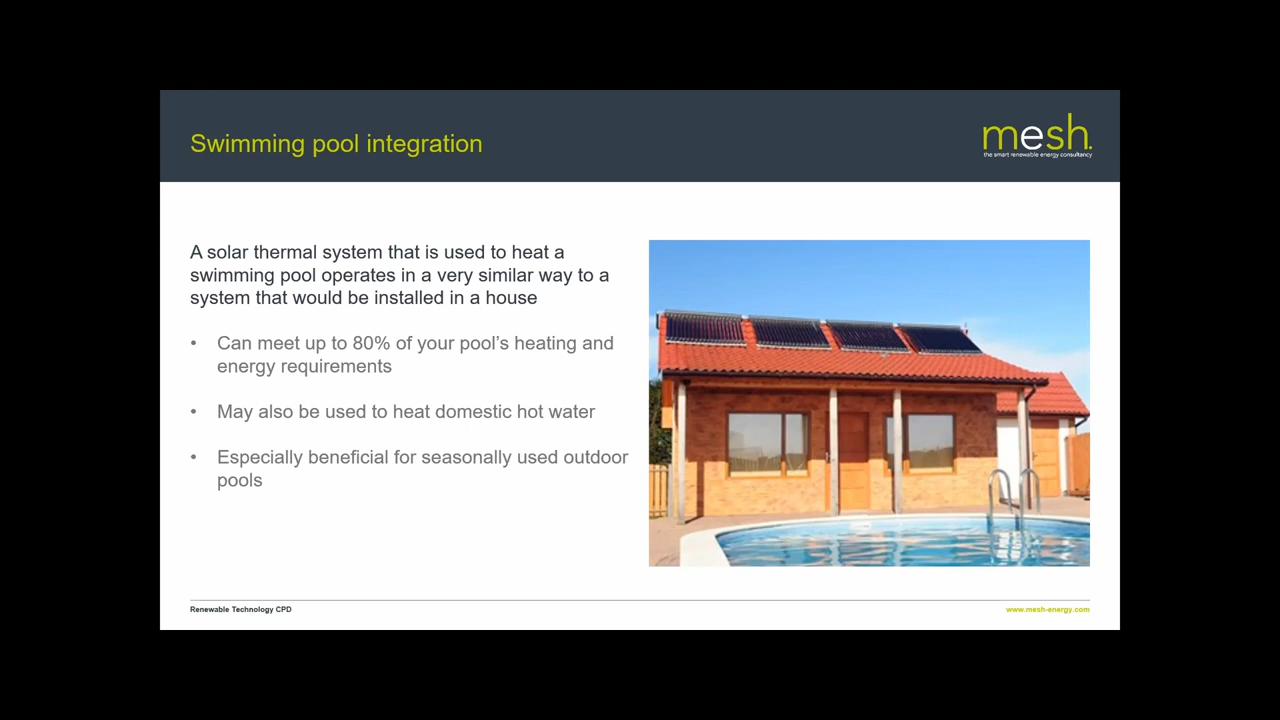 Swimming pool integration
mesh.
the smart renewable energy consultancy
A solar thermal system that is used to heat a
swimming pool operates in a very similar way to a
system that would be installed in a house
• Can meet up to 80% of your pool’s heating and
energy requirements
• May also be used to heat domestic hot water
• Especially beneficial for seasonally used outdoor
pools
Renewable Technology CPD
www.mesh-energy.com